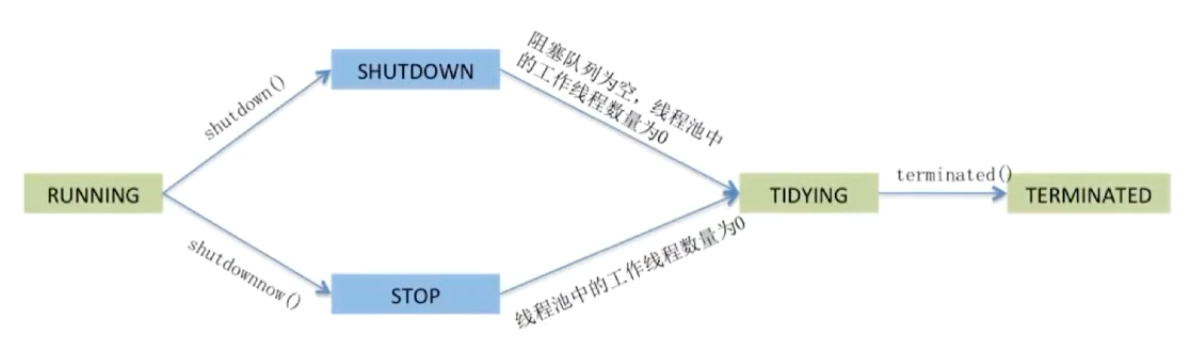 SHUTDOWN
阻塞队列为空，线程池中
的工作线程数量为0
shutdown()
RUNNING
TIDYING
terminated()
TERMINATED
shutdownnow()
STOP
线程池中的工作线程数量为0